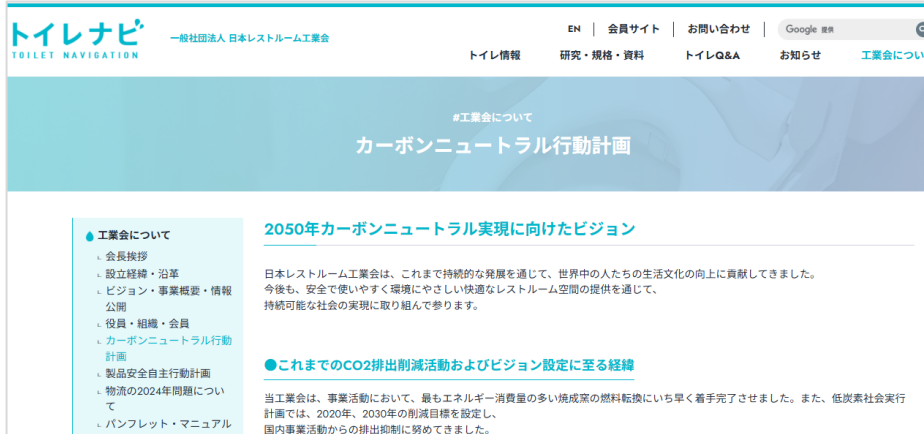 トイレナビ
TOILET NAVIGATION
一般社団法人 日本レストルーム工業会
EN
会員サイト
お問い合わせ
Google 提供
トイレ情報
研究・規格・資料
トイレQ&A
お知らせ
工業会につい
#工業会について
カーボンニュートラル行動計画
工業会について
会長挨拶
設立経緯・沿革
ビジョン・事業概要・情報
公開
役員・組織・会員
カーボンニュートラル行動
計画
製品安全自主行動計画
物流の2024年問題につい
て
パンフレット・マニュアル
2050年カーボンニュートラル実現に向けたビジョン
日本レストルーム工業会は、これまで持続的な発展を通じて、世界中の人たちの生活文化の向上に貢献してきました。
今後も、安全で使いやすく環境にやさしい快適なレストルーム空間の提供を通じて、
持続可能な社会の実現に取り組んで参ります。
●これまでのCO2排出削減活動およびビジョン設定に至る経緯
当工業会は、事業活動において、最もエネルギー消費量の多い焼成窯の燃料転換にいち早く着手完了させました。また、低炭素社会実行
計画では、2020年、2030年の削減目標を設定し、
国内事業活動からの排出抑制に努めてきました。